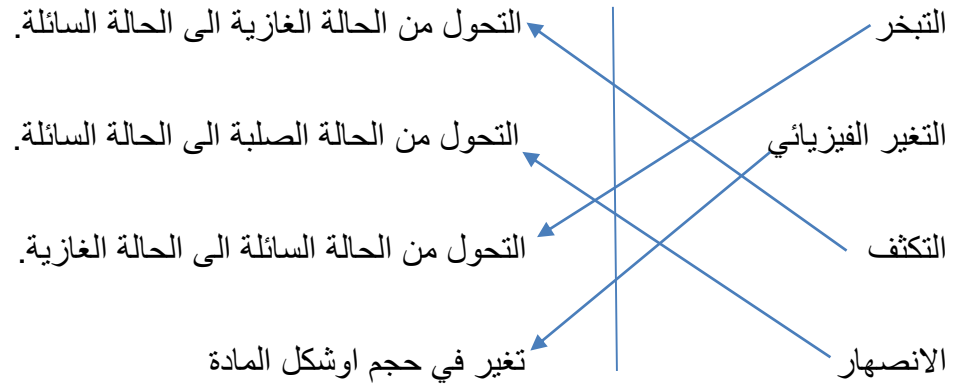 التبخر التحول من الحالة الغازية الى الحالة السائلة.
التغير الفيزيائي التحول من الحالة الصلبة الى الحالة السائلة.
التكثف التحول من الحالة السائلة الى الحالة الغازية.
الانصهار تغير في حجم اوشكل المادة